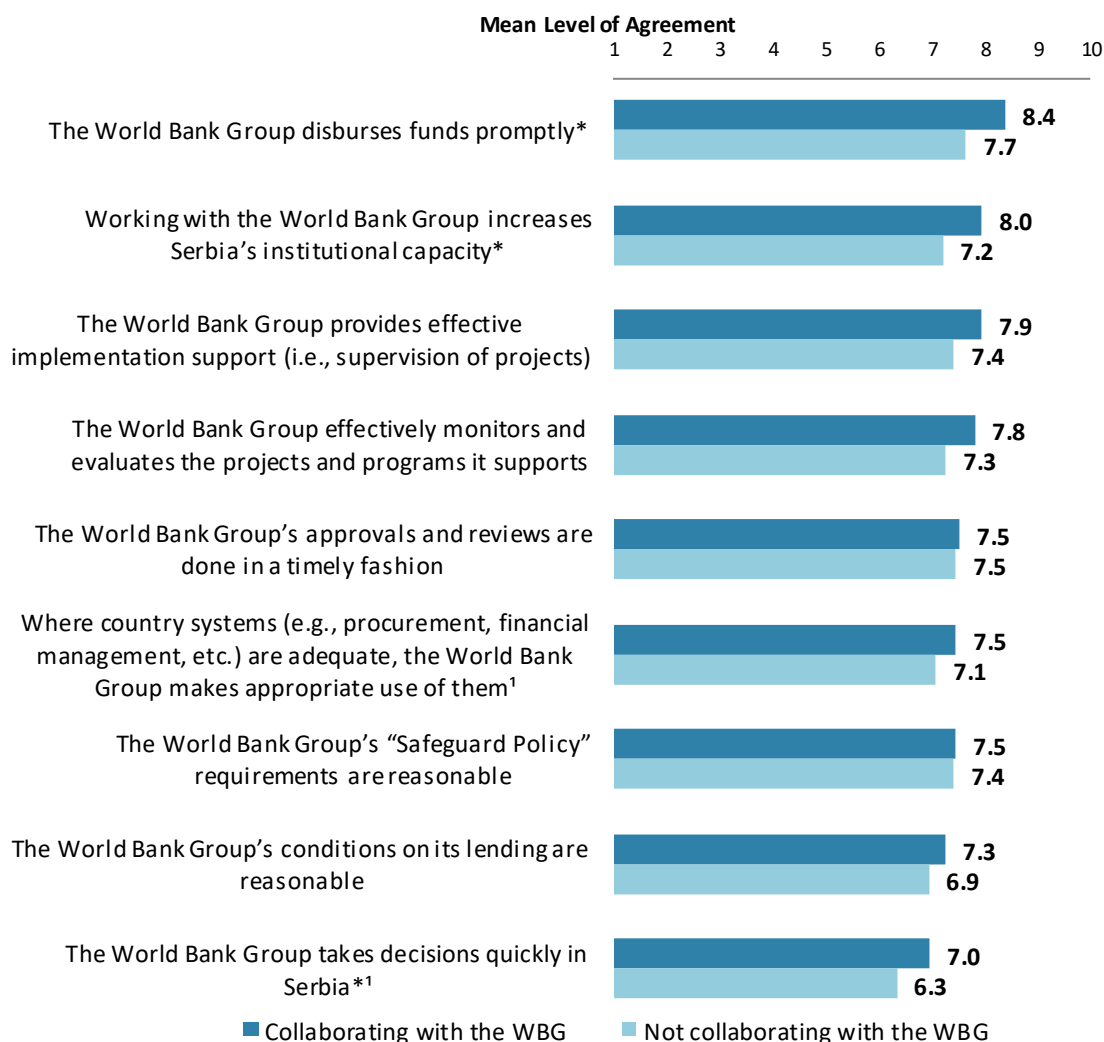 Mean Level of Agreement
1 2 3 4 5 6 7 8 9 10
The World Bank Group disburses funds promptly*
8.4
7.7
Working with the World Bank Group increases
Serbia’s institutional capacity*
8.0
7.2
The World Bank Group provides effective
implementation support (i.e., supervision of projects)
7.9
7.4
The World Bank Group effectively monitors and
evaluates the projects and programs it supports
7.8
7.3
The World Bank Group’s approvals and reviews are
done in a timely fashion
7.5
7.5
Where country systems (e.g., procurement, financial
management, etc.) are adequate, the World Bank
Group makes appropriate use of them¹
7.5
7.1
The World Bank Group’s “Safeguard Policy”
requirements are reasonable
7.5
7.4
The World Bank Group’s conditions on its lending are
reasonable
7.3
6.9
The World Bank Group takes decisions quickly in
Serbia*¹
7.0
6.3
Collaborating with the WBG Not collaborating with the WBG